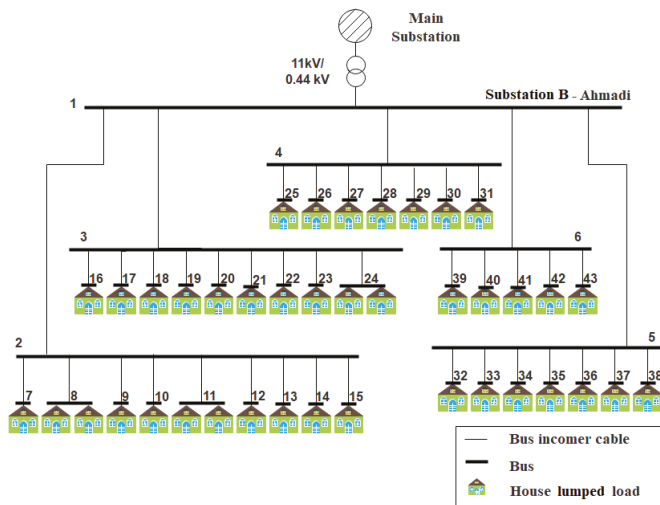 Main
Substation
11kV/
0.44 kV
Substation B - Ahmadi
1
4
25 26 27 28 29 30 31
3
6
16 17 18 19 20 21 22 23 24
39 40 41 42 43
2
5
7 8 9 10 11 12 13 14 15
32 33 34 35 36 37 38
Bus incomer cable
Bus
House lumped load